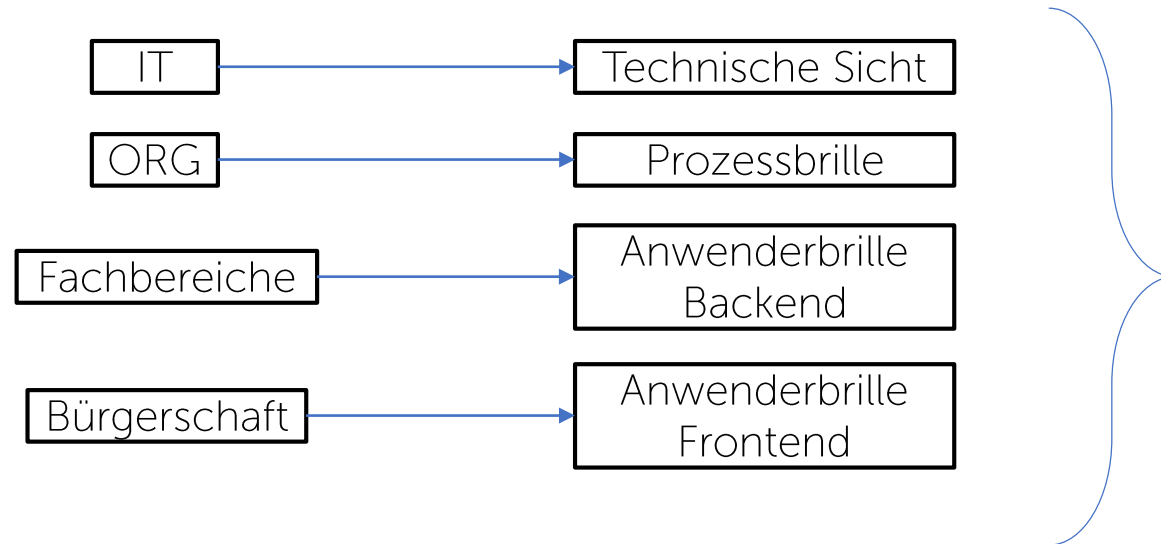 IT
Technische Sicht
ORG
Prozessbrille
Fachbereiche
Anwenderbrille
Backend
Bürgerschaft
Anwenderbrille
Frontend